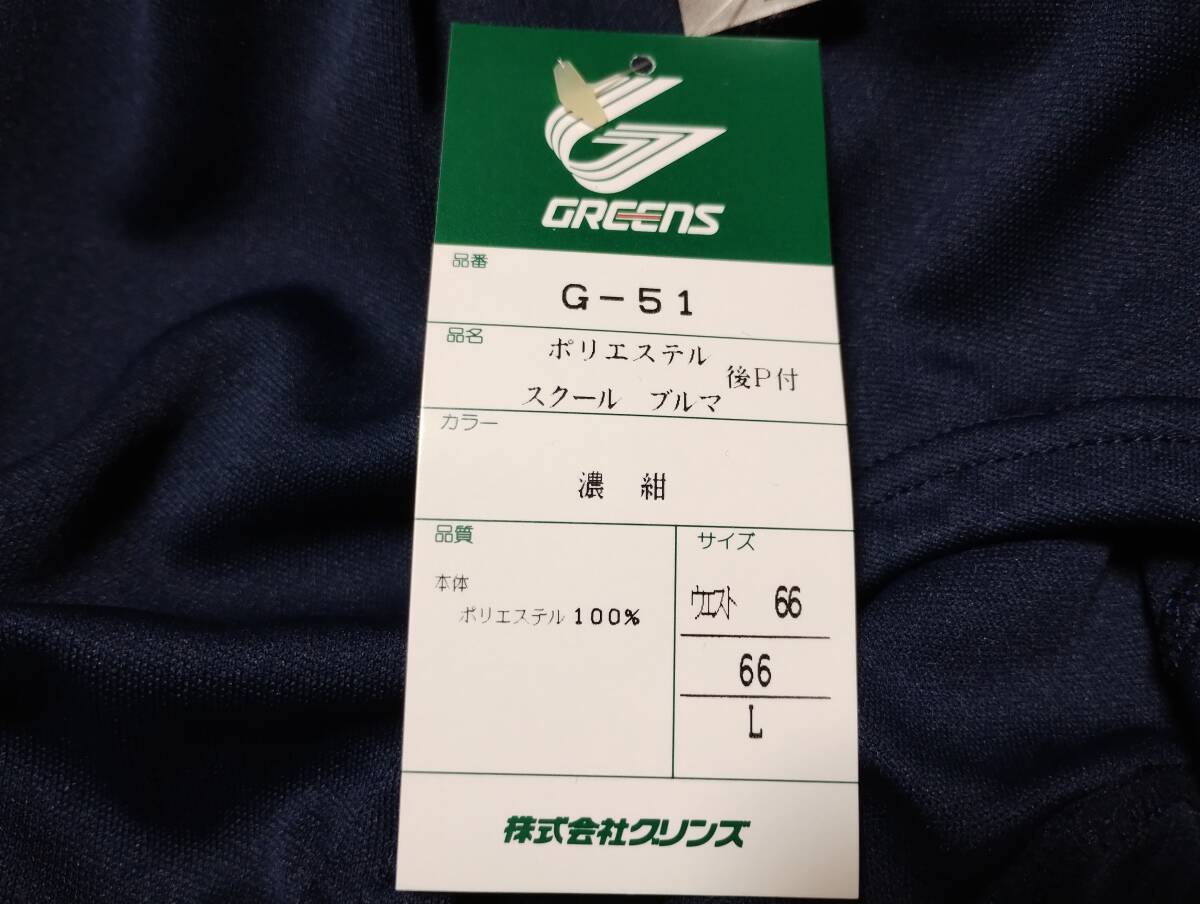 GREENS
品番
G-51
品名
ポリエステル
後P付
スクール ブルマ
カラー
濃 紺
品質
本体
ポリエステル100%
サイズ
ウエスト 66
66
L
株式会社グリンズ